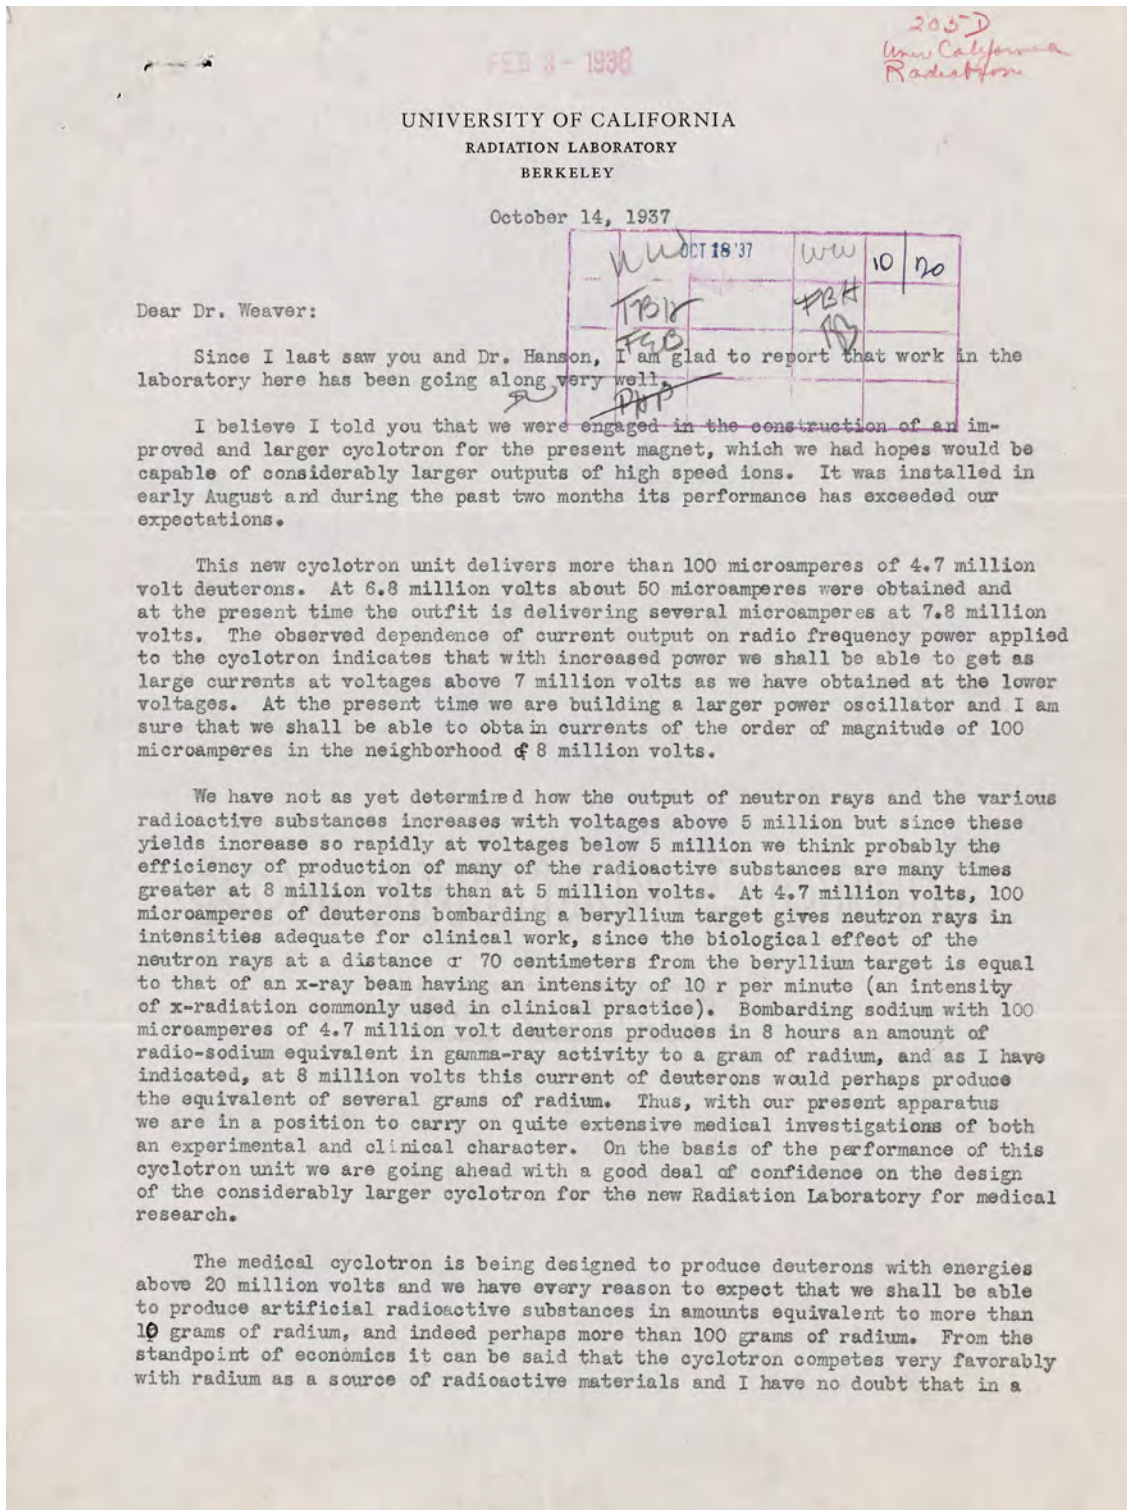 205D
Univ California
Radiation
FEB 3 - 1938
UNIVERSITY OF CALIFORNIA
RADIATION LABORATORY
BERKELEY
October 14, 1937
WW OCT 18 '37 WW 10 20
TBK FBH
FGB
Dear Dr. Weaver:
Since I last saw you and Dr. Hanson, I am glad to report that work in the
laboratory here has been going along very well.
PHP
I believe I told you that we were engaged in the construction of an im-
proved and larger cyclotron for the present magnet, which we had hopes would be
capable of considerably larger outputs of high speed ions. It was installed in
early August and during the past two months its performance has exceeded our
expectations.
This new cyclotron unit delivers more than 100 microamperes of 4.7 million
volt deuterons. At 6.8 million volts about 50 microamperes were obtained and
at the present time the outfit is delivering several microamperes at 7.8 million
volts. The observed dependence of current output on radio frequency power applied
to the cyclotron indicates that with increased power we shall be able to get as
large currents at voltages above 7 million volts as we have obtained at the lower
voltages. At the present time we are building a larger power oscillator and I am
sure that we shall be able to obtain currents of the order of magnitude of 100
microamperes in the neighborhood of 8 million volts.
We have not as yet determined how the output of neutron rays and the various
radioactive substances increases with voltages above 5 million but since these
yields increase so rapidly at voltages below 5 million we think probably the
efficiency of production of many of the radioactive substances are many times
greater at 8 million volts than at 5 million volts. At 4.7 million volts, 100
microamperes of deuterons bombarding a beryllium target gives neutron rays in
intensities adequate for clinical work, since the biological effect of the
neutron rays at a distance or 70 centimeters from the beryllium target is equal
to that of an x-ray beam having an intensity of 10 r per minute (an intensity
of x-radiation commonly used in clinical practice). Bombarding sodium with 100
microamperes of 4.7 million volt deuterons produces in 8 hours an amount of
radio-sodium equivalent in gamma-ray activity to a gram of radium, and as I have
indicated, at 8 million volts this current of deuterons would perhaps produce
the equivalent of several grams of radium. Thus, with our present apparatus
we are in a position to carry on quite extensive medical investigations of both
an experimental and clinical character. On the basis of the performance of this
cyclotron unit we are going ahead with a good deal of confidence on the design
of the considerably larger cyclotron for the new Radiation Laboratory for medical
research.
The medical cyclotron is being designed to produce deuterons with energies
above 20 million volts and we have every reason to expect that we shall be able
to produce artificial radioactive substances in amounts equivalent to more than
10 grams of radium, and indeed perhaps more than 100 grams of radium. From the
standpoint of economics it can be said that the cyclotron competes very favorably
with radium as a source of radioactive materials and I have no doubt that in a